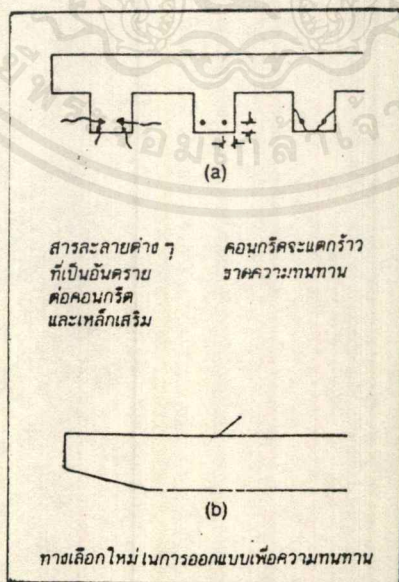 (a)
สารละลายต่าง ๆ
ที่เป็นอันตราย
ต่อคอนกรีต
และเหล็กเสริม
คอนกรีตจะแตกร้าว
ขาดความทนทาน
(b)
ทางเลือกใหม่ในการออกแบบเพื่อความทนทาน